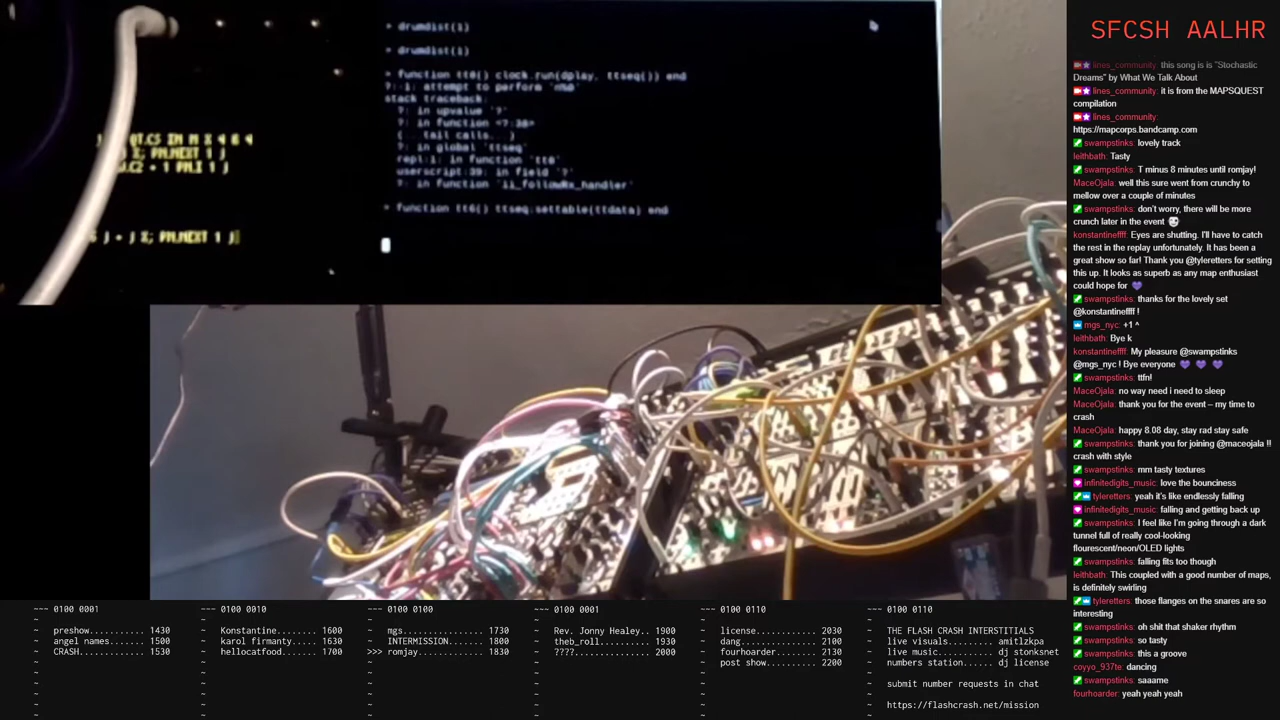 > drumdist(1)
> drumdist(1)
> function tt0() clock.run(dplay, ttseq()) end
stack traceback:
?: in upvalue '?'
(...tail calls...)
?: in global 'ttseq'
repl:1: in function 'tt0'
userscript:39: in field '?'
?: in function 'ii_followRx_handler'
> function tt6() ttseq:settable(ttdata) end
PN.NEXT 1 j
SFCSH AALHR
lines_community: this song is is "Stochastic
Dreams" by What We Talk About
lines_community: it is from the MAPSQUEST
compilation
lines_community:
https://mapcorps.bandcamp.com
swampstinks: lovely track
leithbath: Tasty
swampstinks: T minus 8 minutes until romjay!
MaceOjala: well this sure went from crunchy to
mellow over a couple of minutes
swampstinks: don't worry, there will be more
crunch later in the event
konstantineffff: Eyes are shutting. I'll have to catch
the rest in the replay unfortunately. It has been a
great show so far! Thank you @tyleretters for setting
this up. It looks as superb as any map enthusiast
could hope for 💜
swampstinks: thanks for the lovely set
@konstantineffff !
mgs_nyc: +1 ^
leithbath: Bye k
konstantineffff: My pleasure @swampstinks
@mgs_nyc ! Bye everyone 💜 💜 💜
swampstinks: ttfn!
MaceOjala: no way need i need to sleep
MaceOjala: thank you for the event – my time to
crash
MaceOjala: happy 8.08 day, stay rad stay safe
swampstinks: thank you for joining @maceojala !!
crash with style
swampstinks: mm tasty textures
infinitedigits_music: love the bounciness
tyleretters: yeah it's like endlessly falling
infinitedigits_music: falling and getting back up
swampstinks: I feel like I'm going through a dark
tunnel full of really cool-looking
flourescent/neon/OLED lights
swampstinks: falling fits too though
leithbath: This coupled with a good number of maps,
is definitely swirling
tyleretters: those flanges on the snares are so
interesting
swampstinks: oh shit that shaker rhythm
swampstinks: so tasty
swampstinks: this a groove
coyyo_937te: dancing
swampstinks: saaame
fourhoarder: yeah yeah yeah
~~~ 0100 0001
~ preshow........... 1430
~ angel names....... 1500
~ CRASH............. 1530
~~~ 0100 0010
~ Konstantine....... 1600
~ karol firmanty.... 1630
~ hellocatfood...... 1700
~~~ 0100 0100
~ mgs............... 1730
~ INTERMISSION...... 1800
>>> romjay............ 1830
~~~ 0100 0001
~ Rev. Jonny Healey.. 1900
~ theb_roll......... 1930
~ ????.............. 2000
~~~ 0100 0110
~ license........... 2030
~ dang.............. 2100
~ fourhoarder....... 2130
~ post show......... 2200
~~~ 0100 0110
~ THE FLASH CRASH INTERSTITIALS
~ live visuals..... amitlzkpa
~ live music....... dj stonksnet
~ numbers station...... dj license
~ submit number requests in chat
~ https://flashcrash.net/mission